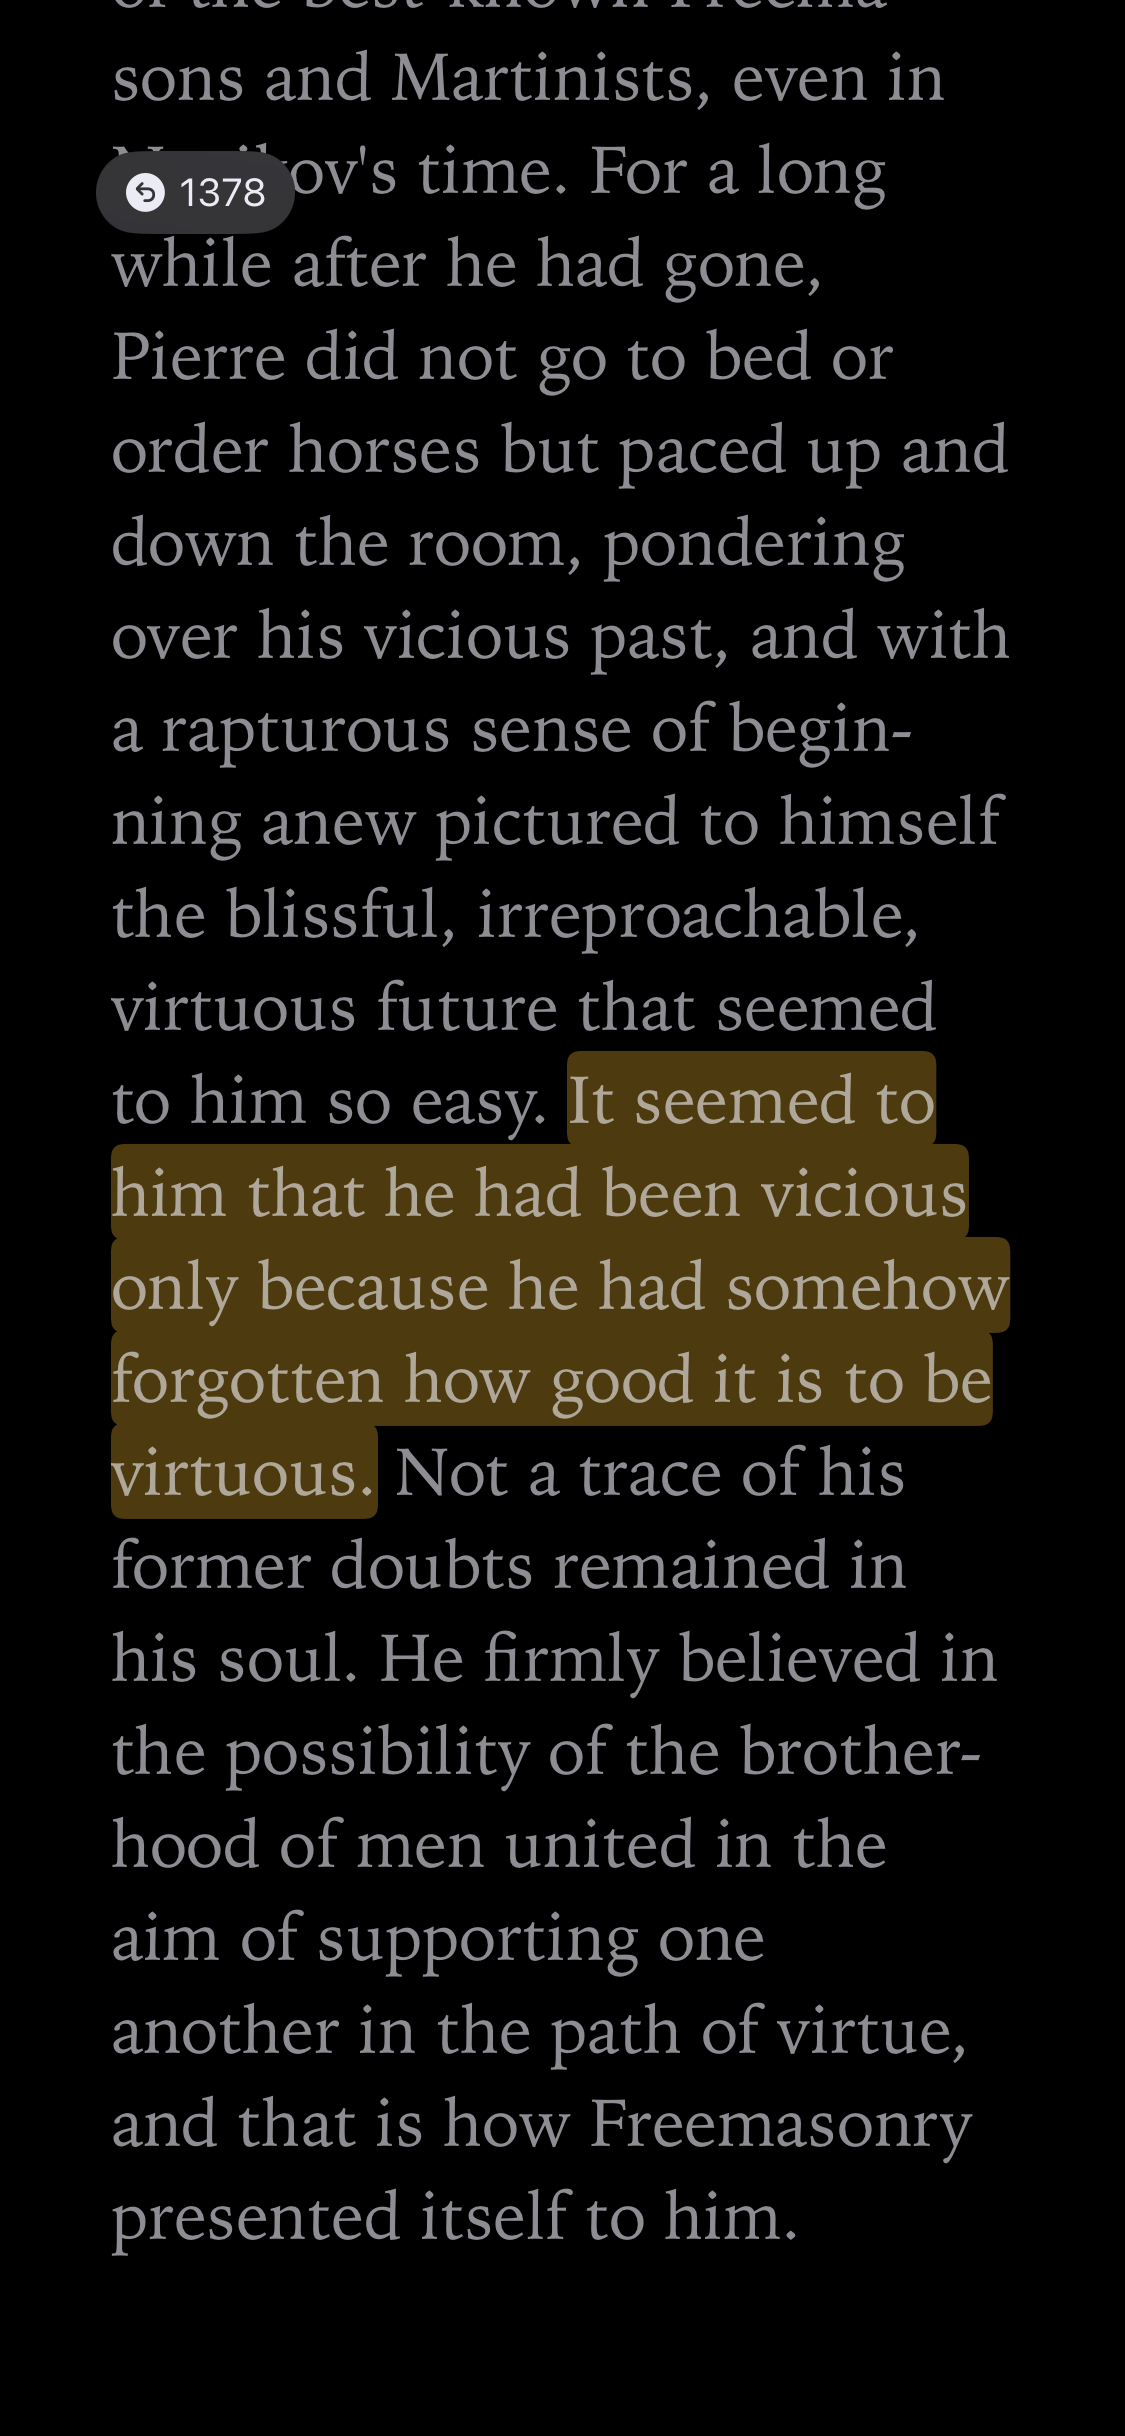 sons and Martinists, even in
ov's time. For a long
1378
while after he had gone,
Pierre did not go to bed or
order horses but paced up and
down the room, pondering
over his vicious past, and with
a rapturous sense of begin-
ning anew pictured to himself
the blissful, irreproachable,
virtuous future that seemed
to him so easy. It seemed to
him that he had been vicious
only because he had somehow
forgotten how good it is to be
virtuous. Not a trace of his
former doubts remained in
his soul. He firmly believed in
the possibility of the brother-
hood of men united in the
aim of supporting one
another in the path of virtue,
and that is how Freemasonry
presented itself to him.